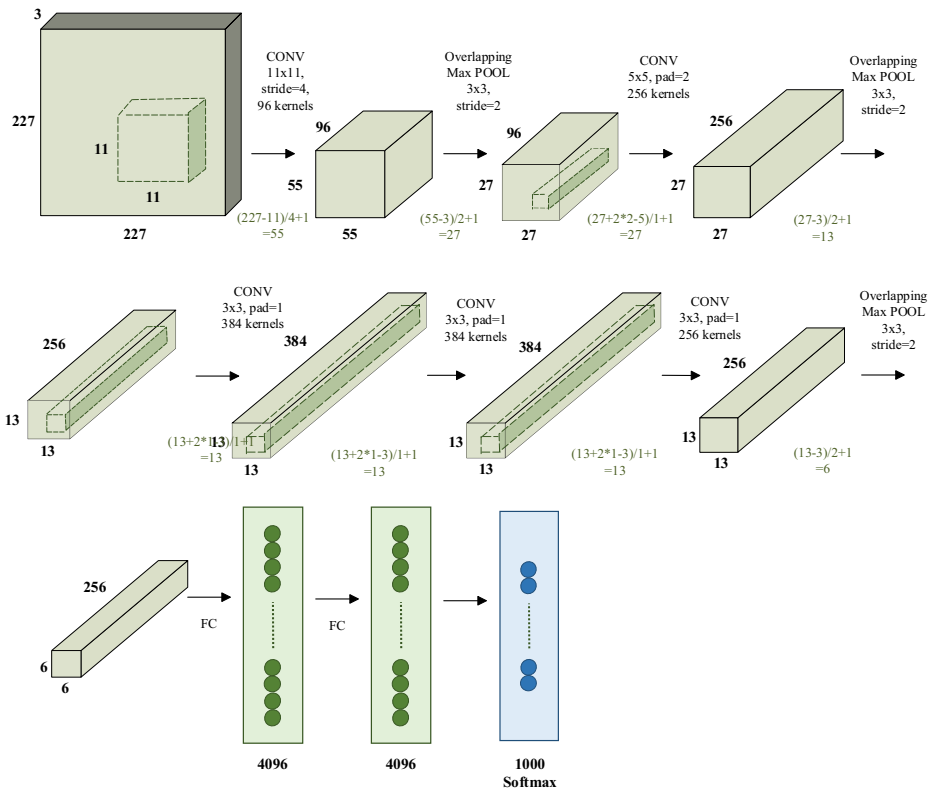 3
227
11
11
227
CONV
11x11,
stride=4,
96 kernels
(227-11)/4+1
=55
96
55
55
Overlapping
Max POOL
3x3,
stride=2
(55-3)/2+1
=27
96
27
27
CONV
5x5, pad=2
256 kernels
(27+2*2-5)/1+1
=27
256
27
27
Overlapping
Max POOL
3x3,
stride=2
(27-3)/2+1
=13
256
13
13
CONV
3x3, pad=1
384 kernels
(13+2*1-3)/1+1
=13
384
13
13
CONV
3x3, pad=1
384 kernels
(13+2*1-3)/1+1
=13
384
13
13
CONV
3x3, pad=1
256 kernels
(13+2*1-3)/1+1
=13
256
13
13
Overlapping
Max POOL
3x3,
stride=2
(13-3)/2+1
=6
256
6
6
FC
4096
FC
4096
1000
Softmax